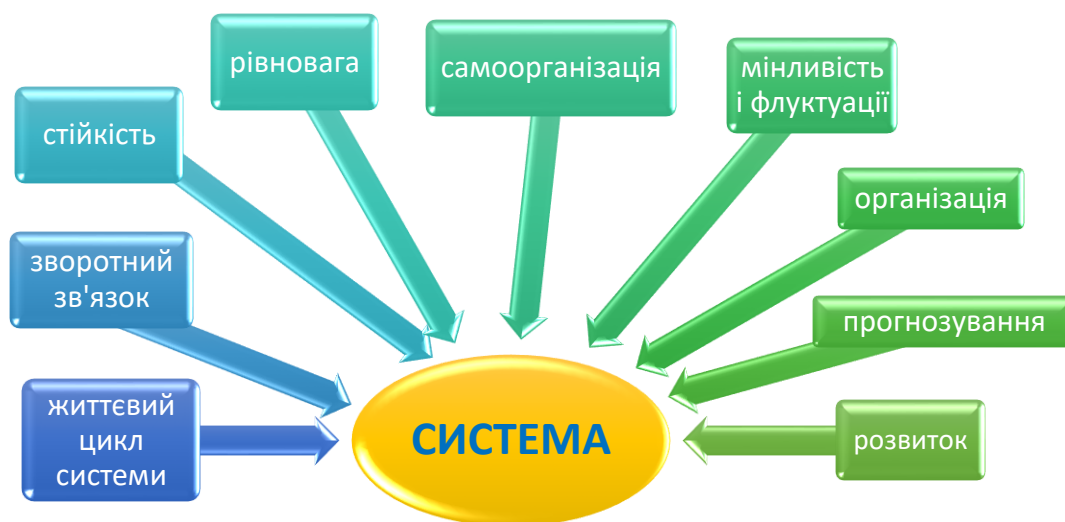 рівновага
самоорганізація
мінливість
і флуктуації
стійкість
організація
зворотний
зв'язок
прогнозування
життєвий
цикл
системи
СИСТЕМА
розвиток